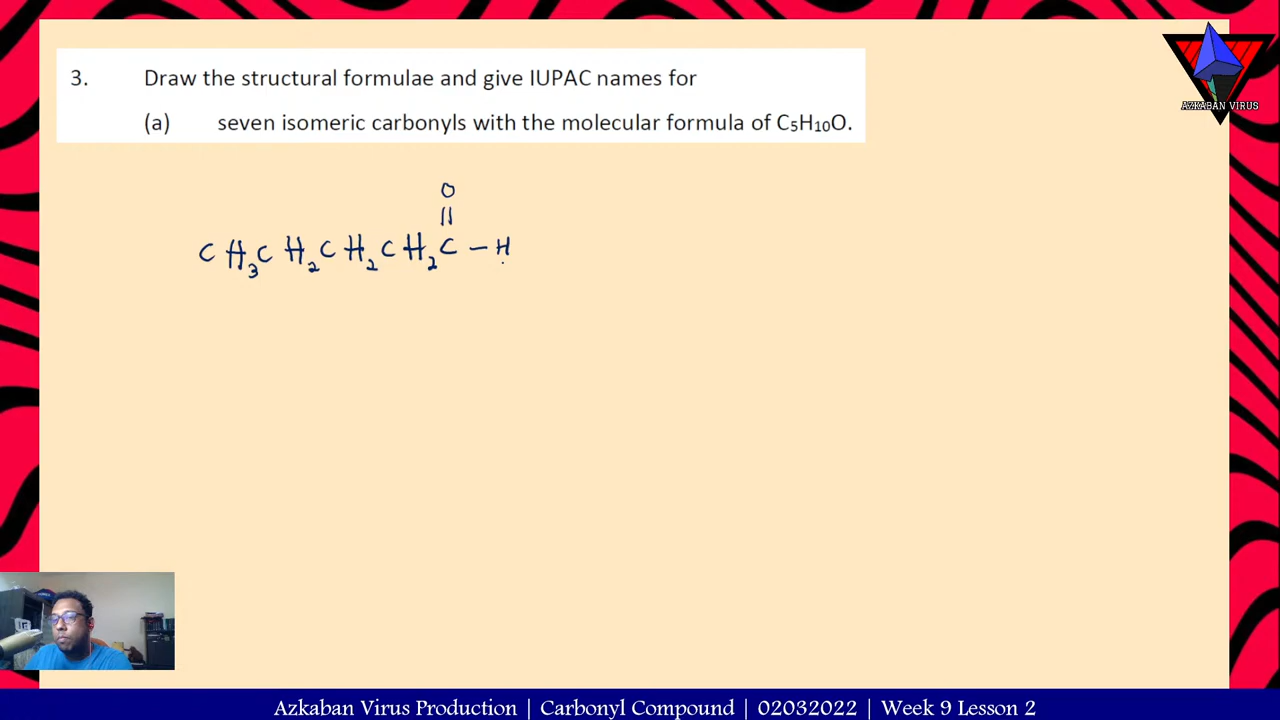 AZKABAN VIRUS
3. Draw the structural formulae and give IUPAC names for
(a) seven isomeric carbonyls with the molecular formula of C₅H₁₀O.
O
||
CH₃CH₂CH₂CH₂C–H
Azkaban Virus Production | Carbonyl Compound | 02032022 | Week 9 Lesson 2